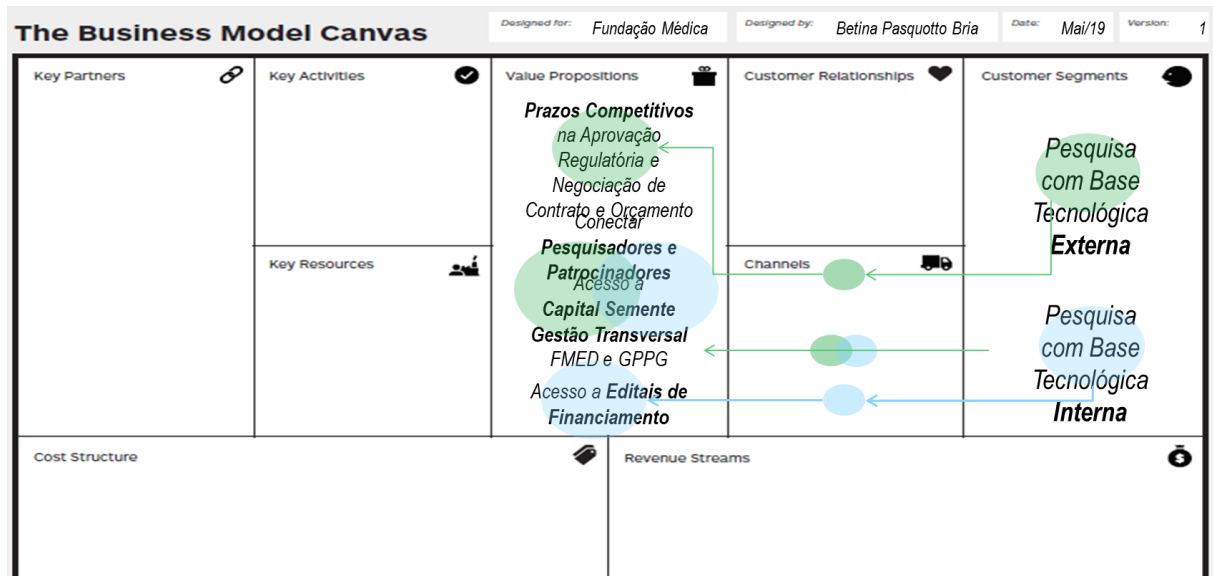 The Business Model Canvas
Designed for:
Fundação Médica
Designed by:
Betina Pasquotto Bria
Date:
Mai/19
Version:
1
Key Partners
Key Activities
Key Resources
Value Propositions
Prazos Competitivos
na Aprovação
Regulatória e
Negociação de
Contrato e Orçamento
Conectar
Pesquisadores e
Patrocinadores
Acesso a
Capital Semente
Gestão Transversal
FMED e GPPG
Acesso a Editais de
Financiamento
Customer Relationships
Channels
Customer Segments
Pesquisa
com Base
Tecnológica
Externa
Pesquisa
com Base
Tecnológica
Interna
Cost Structure
Revenue Streams